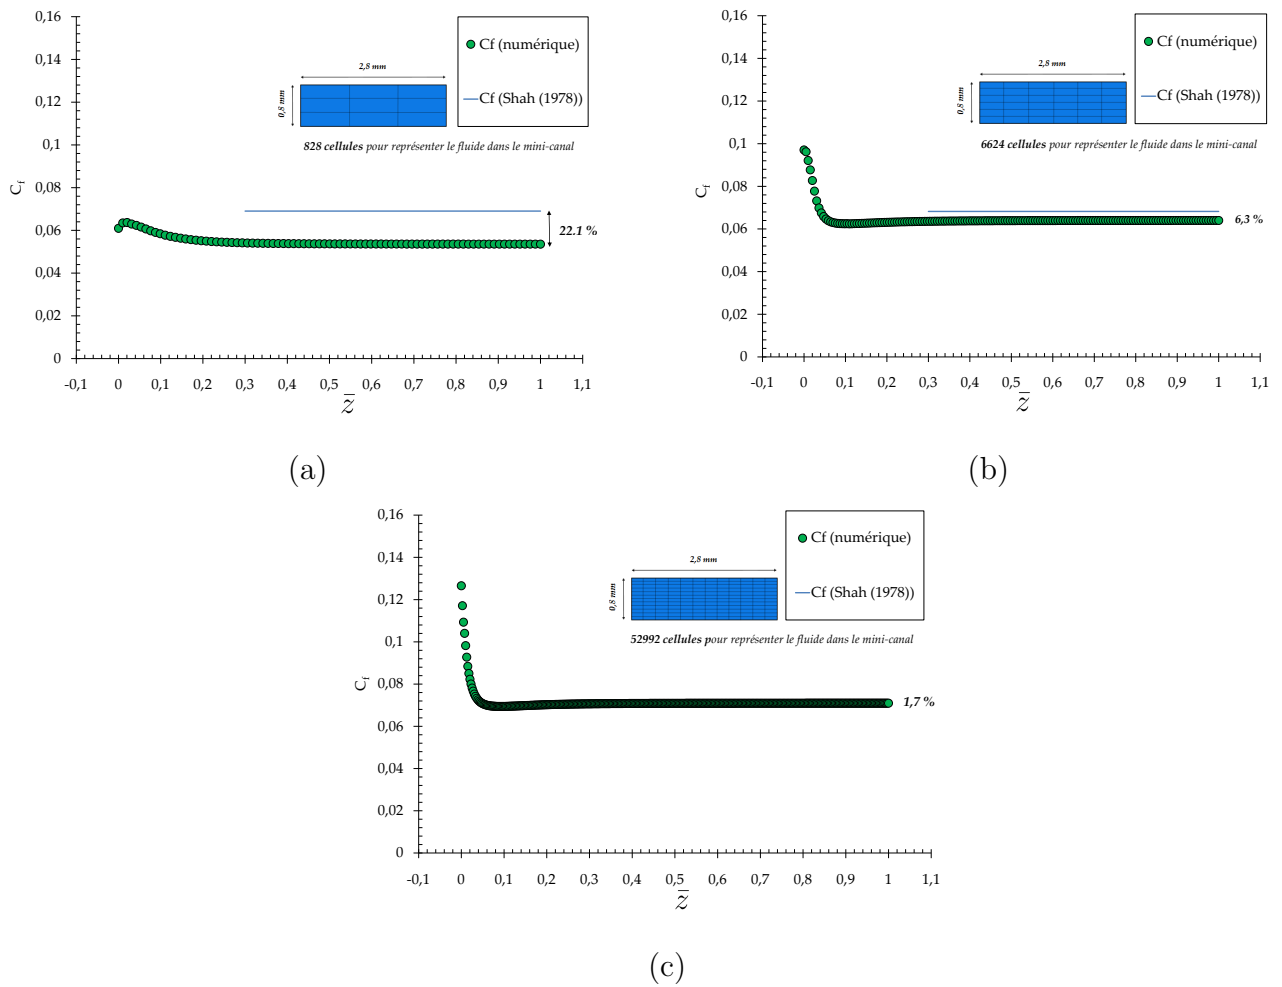 0,16
0,14
0,12
0,1
0,08
0,06
0,04
0,02
0
-0,1 0 0,1 0,2 0,3 0,4 0,5 0,6 0,7 0,8 0,9 1 1,1
C_f
z̄
Cf (numérique)
Cf (Shah (1978))
2,8 mm
0,8 mm
828 cellules pour représenter le fluide dans le mini-canal
22.1 %
(a)
0,16
0,14
0,12
0,1
0,08
0,06
0,04
0,02
0
-0,1 0 0,1 0,2 0,3 0,4 0,5 0,6 0,7 0,8 0,9 1 1,1
C_f
z̄
Cf (numérique)
Cf (Shah (1978))
2,8 mm
0,8 mm
6624 cellules pour représenter le fluide dans le mini-canal
6,3 %
(b)
0,16
0,14
0,12
0,1
0,08
0,06
0,04
0,02
0
-0,1 0 0,1 0,2 0,3 0,4 0,5 0,6 0,7 0,8 0,9 1 1,1
C_f
z̄
Cf (numérique)
Cf (Shah (1978))
2,8 mm
0,8 mm
52992 cellules pour représenter le fluide dans le mini-canal
1,7 %
(c)